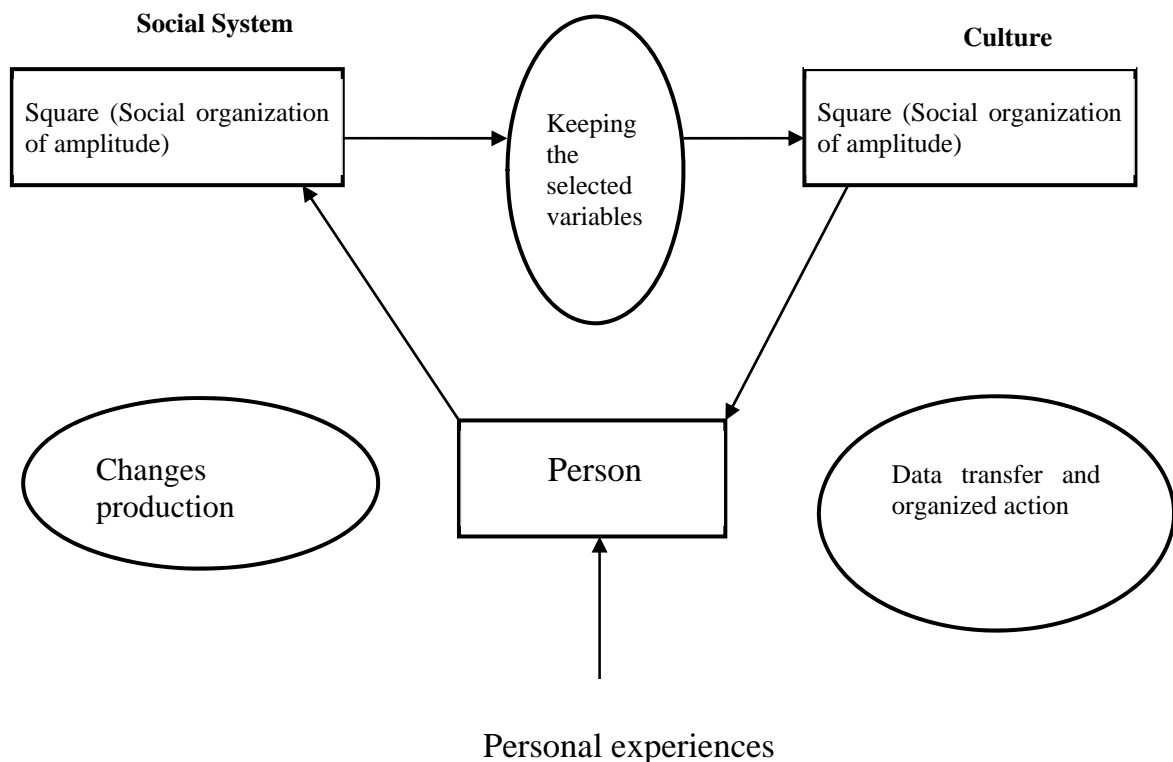 Social System
Culture
Square (Social organization
of amplitude)
Keeping
the
selected
variables
Square (Social organization
of amplitude)
Changes
production
Person
Data transfer and
organized action
Personal experiences